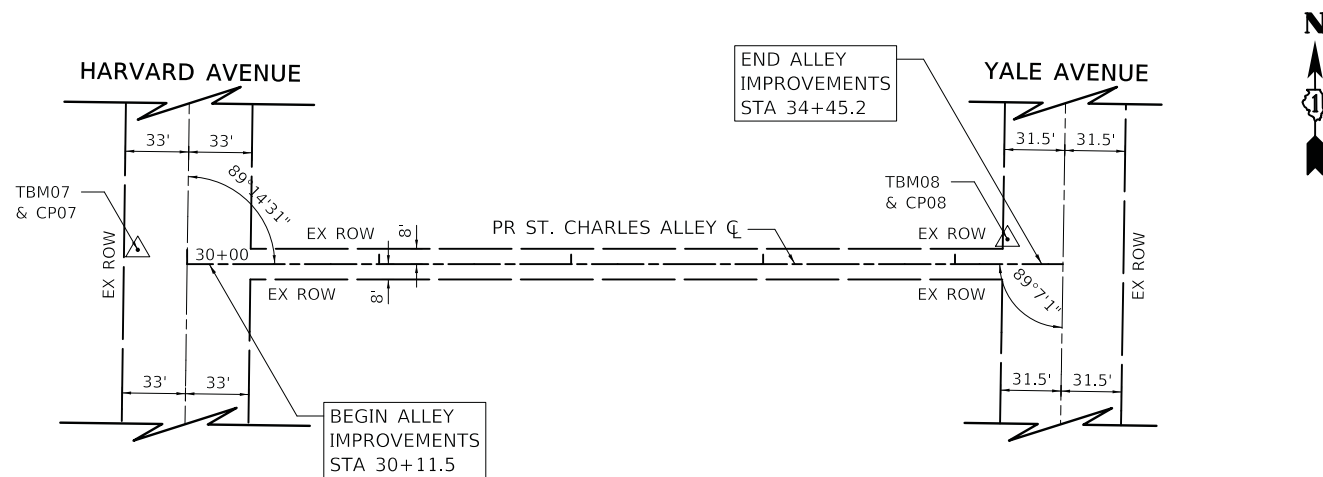 N
1
HARVARD AVENUE
END ALLEY
IMPROVEMENTS
STA 34+45.2
YALE AVENUE
33'
33'
31.5'
31.5'
89°14'31"
TBM07
& CP07
TBM08
& CP08
EX ROW
8'
PR ST. CHARLES ALLEY ℄
EX ROW
30+00
EX ROW
EX ROW
8'
EX ROW
89°7'1"
EX ROW
33'
33'
31.5'
31.5'
BEGIN ALLEY
IMPROVEMENTS
STA 30+11.5